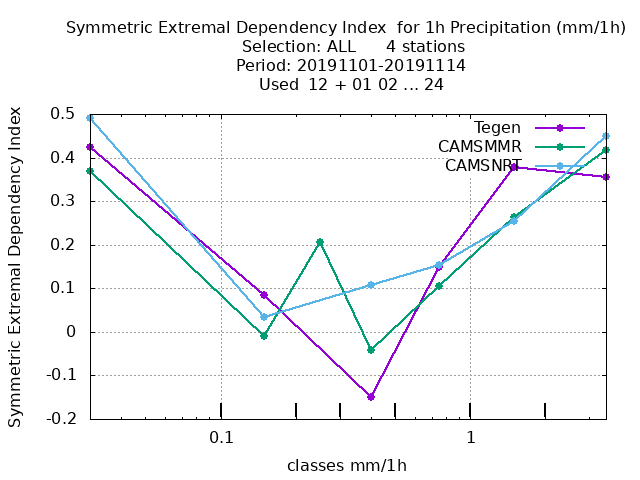 Symmetric Extremal Dependency Index  for 1h Precipitation (mm/1h)
Selection: ALL      4 stations
Period: 20191101-20191114
Used  12 + 01 02 ... 24
Symmetric Extremal Dependency Index
0.5
0.4
0.3
0.2
0.1
0
-0.1
-0.2
Tegen
CAMSMMR
CAMSNRT
0.1
1
classes mm/1h